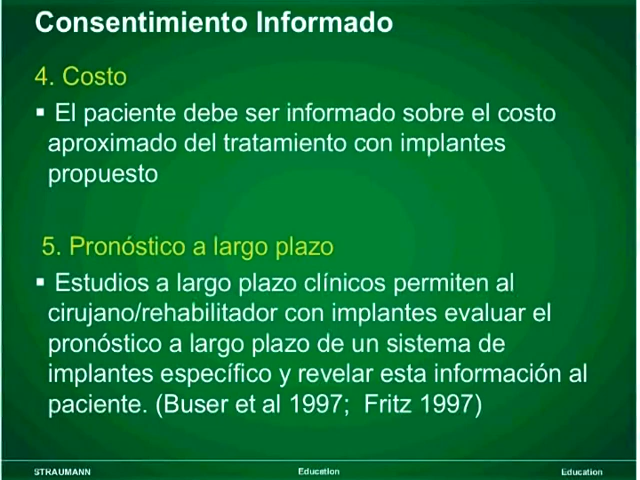 Consentimiento Informado
4. Costo
▪ El paciente debe ser informado sobre el costo
aproximado del tratamiento con implantes
propuesto
5. Pronóstico a largo plazo
▪ Estudios a largo plazo clínicos permiten al
cirujano/rehabilitador con implantes evaluar el
pronóstico a largo plazo de un sistema de
implantes específico y revelar esta información al
paciente. (Buser et al 1997; Fritz 1997)
STRAUMANN Education Education